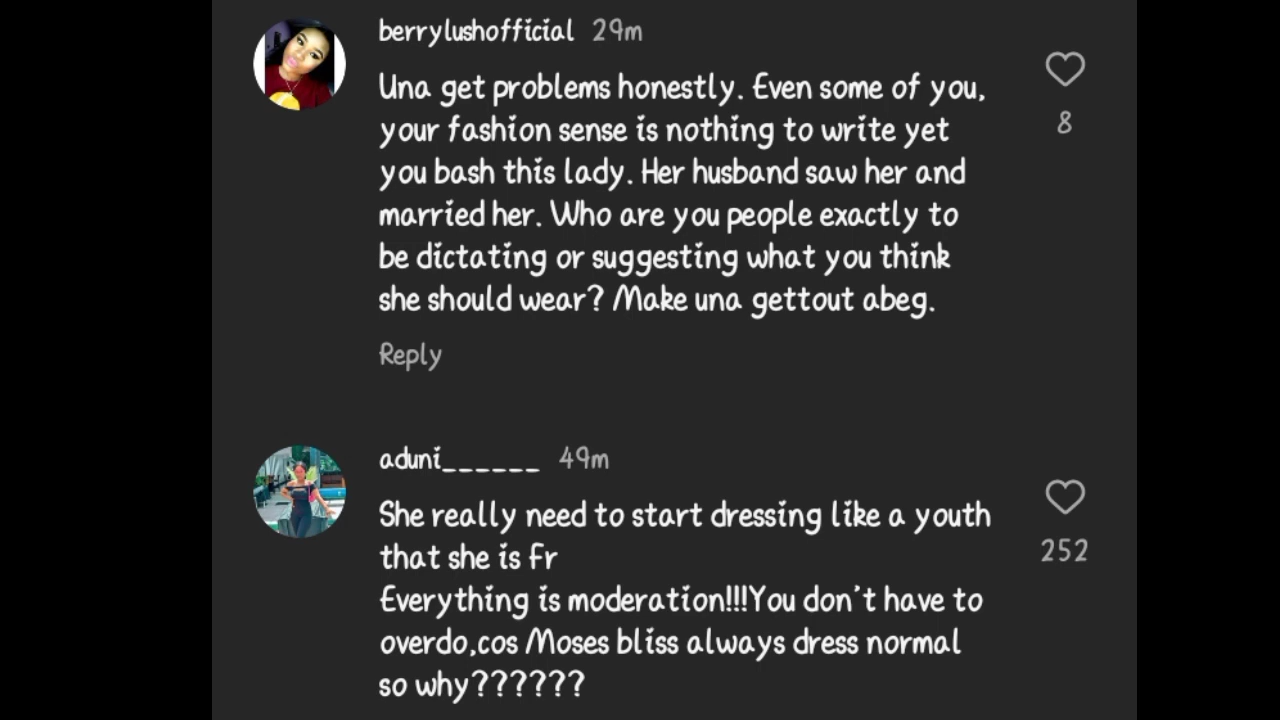 berrylushofficial 29m
Una get problems honestly. Even some of you,
your fashion sense is nothing to write yet
you bash this lady. Her husband saw her and
married her. Who are you people exactly to
be dictating or suggesting what you think
she should wear? Make una gettout abeg.
8
Reply
aduni______ 49m
She really need to start dressing like a youth
that she is Fr
Everything is moderation!!!You don't have to
overdo,cos Moses bliss always dress normal
so why??????
252